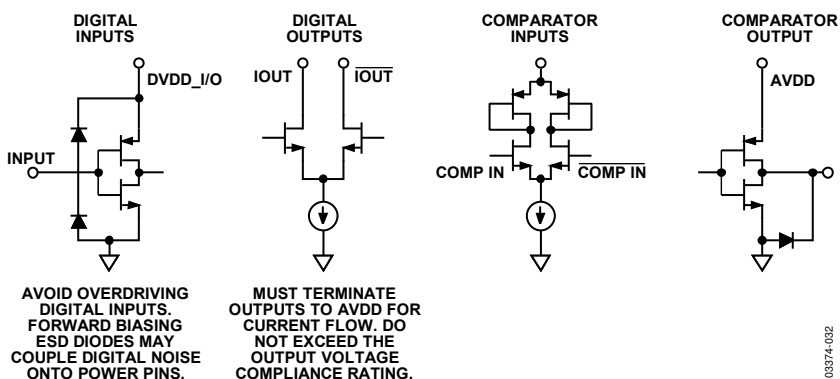 DIGITAL
INPUTS
DVDD_I/O
INPUT
AVOID OVERDRIVING
DIGITAL INPUTS.
FORWARD BIASING
ESD DIODES MAY
COUPLE DIGITAL NOISE
ONTO POWER PINS.
DIGITAL
OUTPUTS
IOUT
IOUT
MUST TERMINATE
OUTPUTS TO AVDD FOR
CURRENT FLOW. DO
NOT EXCEED THE
OUTPUT VOLTAGE
COMPLIANCE RATING.
COMPARATOR
INPUTS
COMP IN
COMP IN
COMPARATOR
OUTPUT
AVDD
03374-032